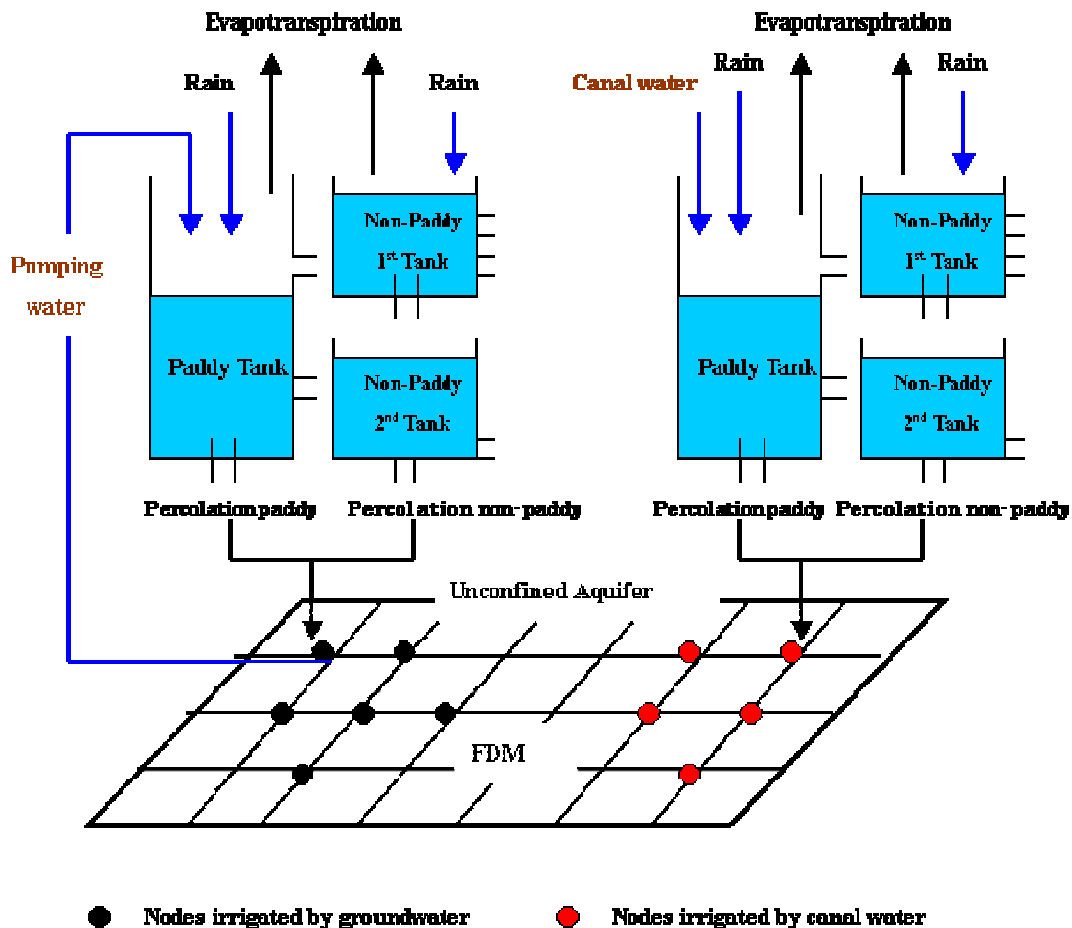 Evapotranspiration
Evapotranspiration
Rain
Rain
Canal water
Rain
Rain
Pumping
water
Non-Paddy
1st Tank
Paddy Tank
Non-Paddy
2nd Tank
Non-Paddy
1st Tank
Paddy Tank
Non-Paddy
2nd Tank
Percolation paddy
Percolation non-paddy
Percolation paddy
Percolation non-paddy
Unconfined Aquifer
FDM
Nodes irrigated by groundwater
Nodes irrigated by canal water